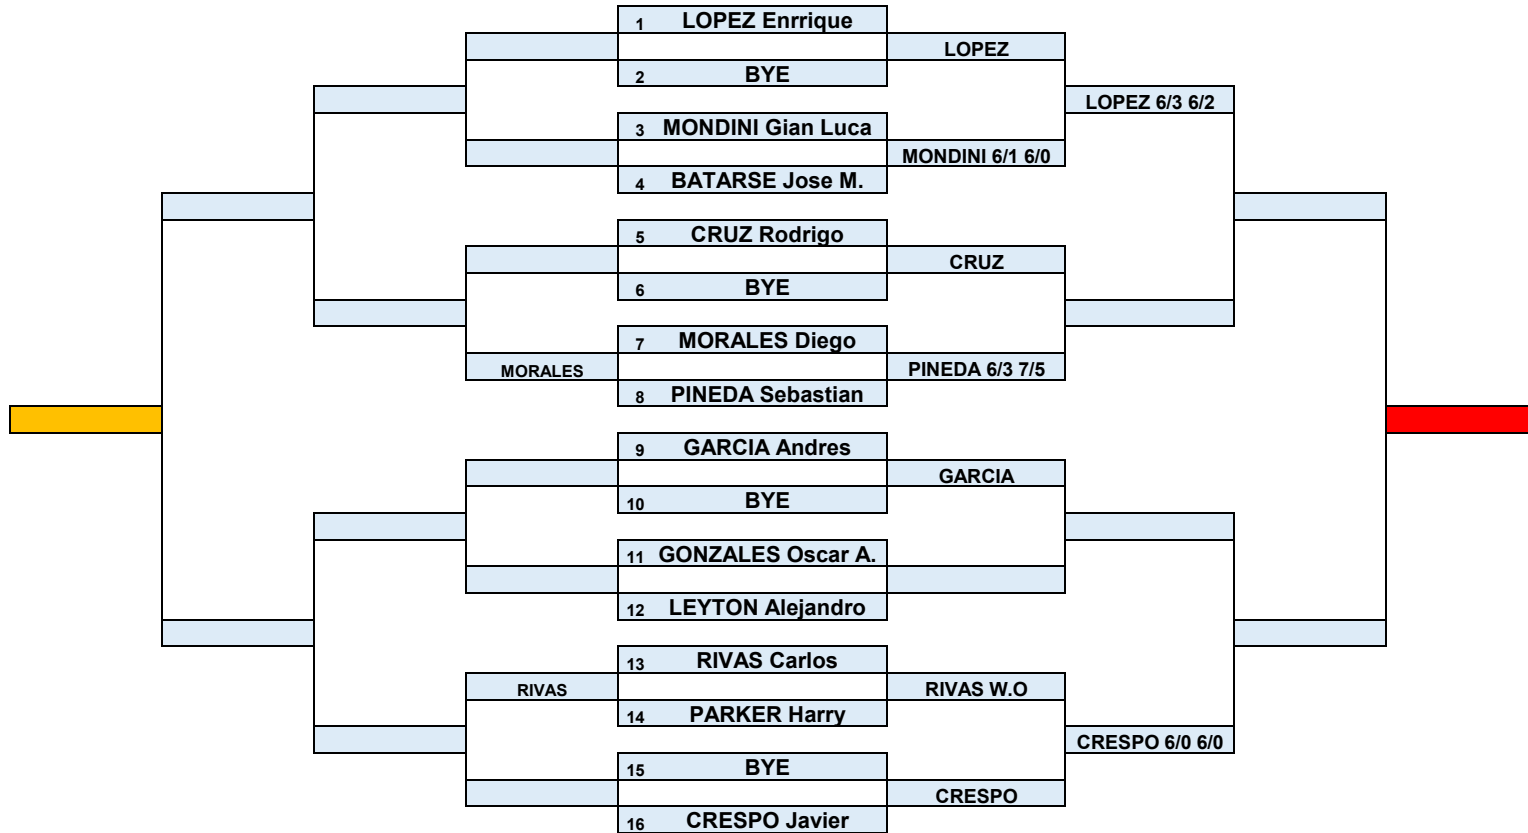 1 LOPEZ Enrrique
LOPEZ
2 BYE
LOPEZ 6/3 6/2
3 MONDINI Gian Luca
MONDINI 6/1 6/0
4 BATARSE Jose M.
5 CRUZ Rodrigo
CRUZ
6 BYE
7 MORALES Diego
MORALES
PINEDA 6/3 7/5
8 PINEDA Sebastian
9 GARCIA Andres
GARCIA
10 BYE
11 GONZALES Oscar A.
12 LEYTON Alejandro
13 RIVAS Carlos
RIVAS
RIVAS W.O
14 PARKER Harry
CRESPO 6/0 6/0
15 BYE
CRESPO
16 CRESPO Javier